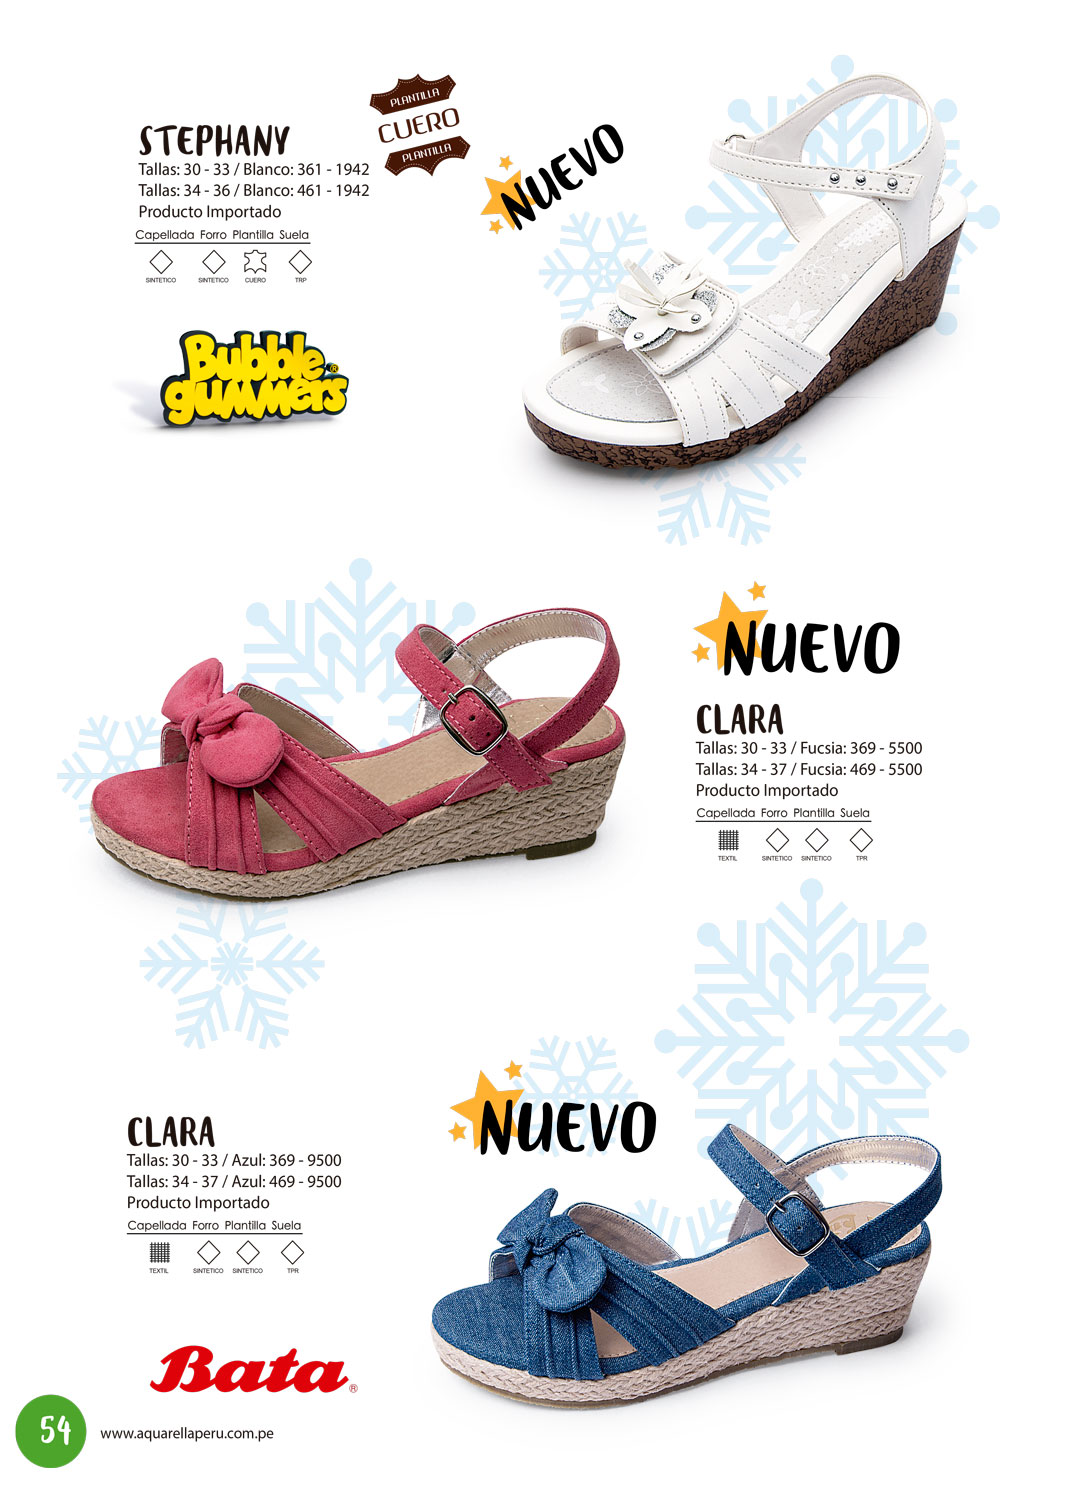 PLANTILLA
CUERO
PLANTILLA
STEPHANY
Tallas: 30 - 33 / Blanco: 361 - 1942
Tallas: 34 - 36 / Blanco: 461 - 1942
Producto Importado
Capellada Forro Plantilla Suela
SINTETICO SINTETICO CUERO TRP
NUEVO
Bubble
gummers®
NUEVO
CLARA
Tallas: 30 - 33 / Fucsia: 369 - 5500
Tallas: 34 - 37 / Fucsia: 469 - 5500
Producto Importado
Capellada Forro Plantilla Suela
TEXTIL SINTETICO SINTETICO TPR
NUEVO
CLARA
Tallas: 30 - 33 / Azul: 369 - 9500
Tallas: 34 - 37 / Azul: 469 - 9500
Producto Importado
Capellada Forro Plantilla Suela
TEXTIL SINTETICO SINTETICO TPR
Bata®
54
www.aquarellaperu.com.pe